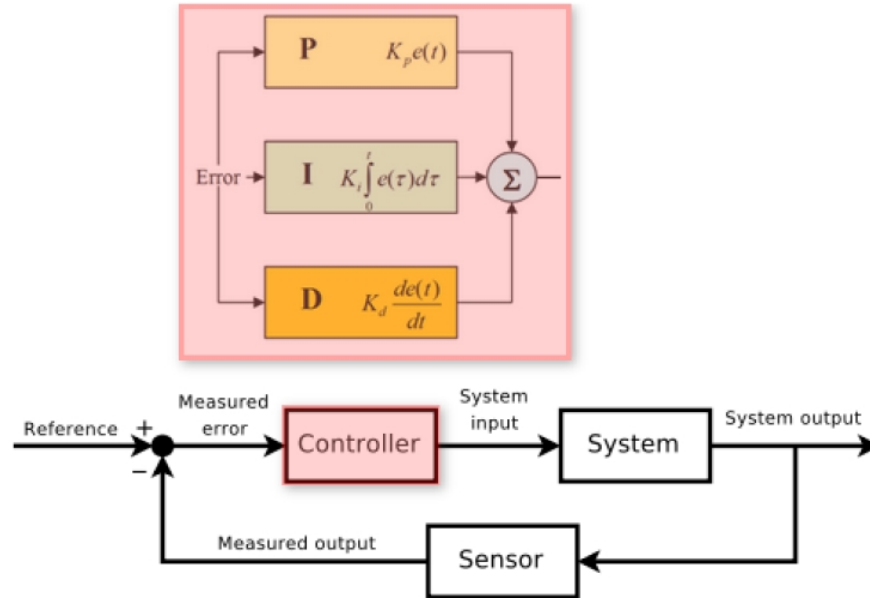 P K_p e(t)
Error I K_i ∫_0^t e(τ)dτ Σ
D K_d de(t)/dt
Reference + Measured error Controller System input System System output
−
Measured output Sensor